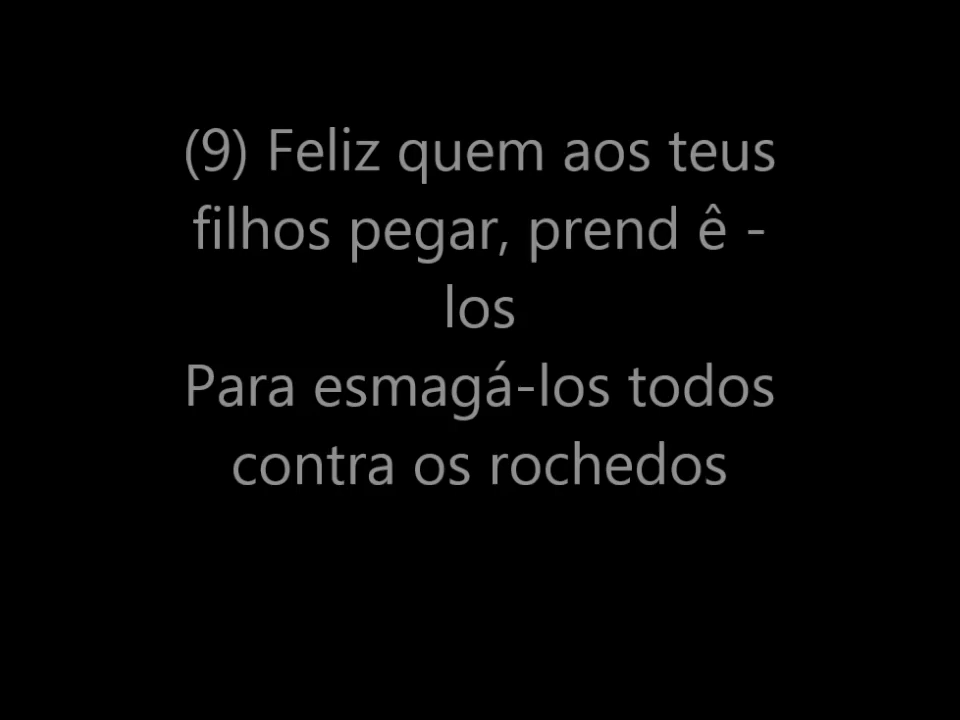 (9) Feliz quem aos teus
filhos pegar, prend ê -
los
Para esmagá-los todos
contra os rochedos